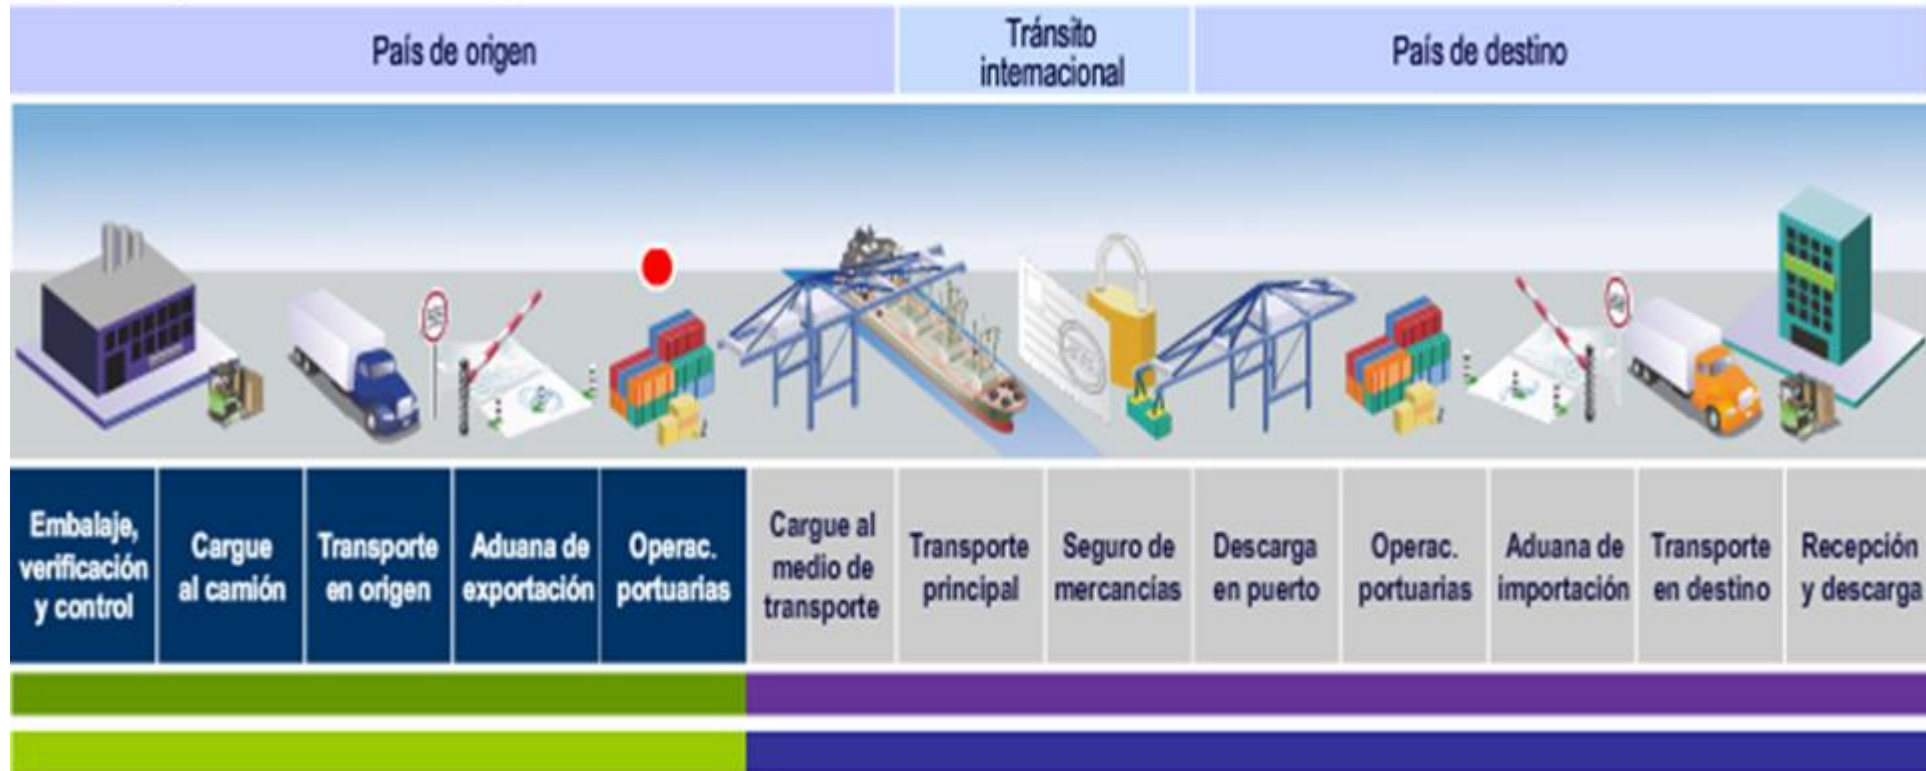 País de origen
Tránsito
internacional
País de destino
Embalaje,
verificación
y control
Cargue
al camión
Transporte
en origen
Aduana de
exportación
Operac.
portuarias
Cargue al
medio de
transporte
Transporte
principal
Seguro de
mercancías
Descarga
en puerto
Operac.
portuarias
Aduana de
importación
Transporte
en destino
Recepción
y descarga